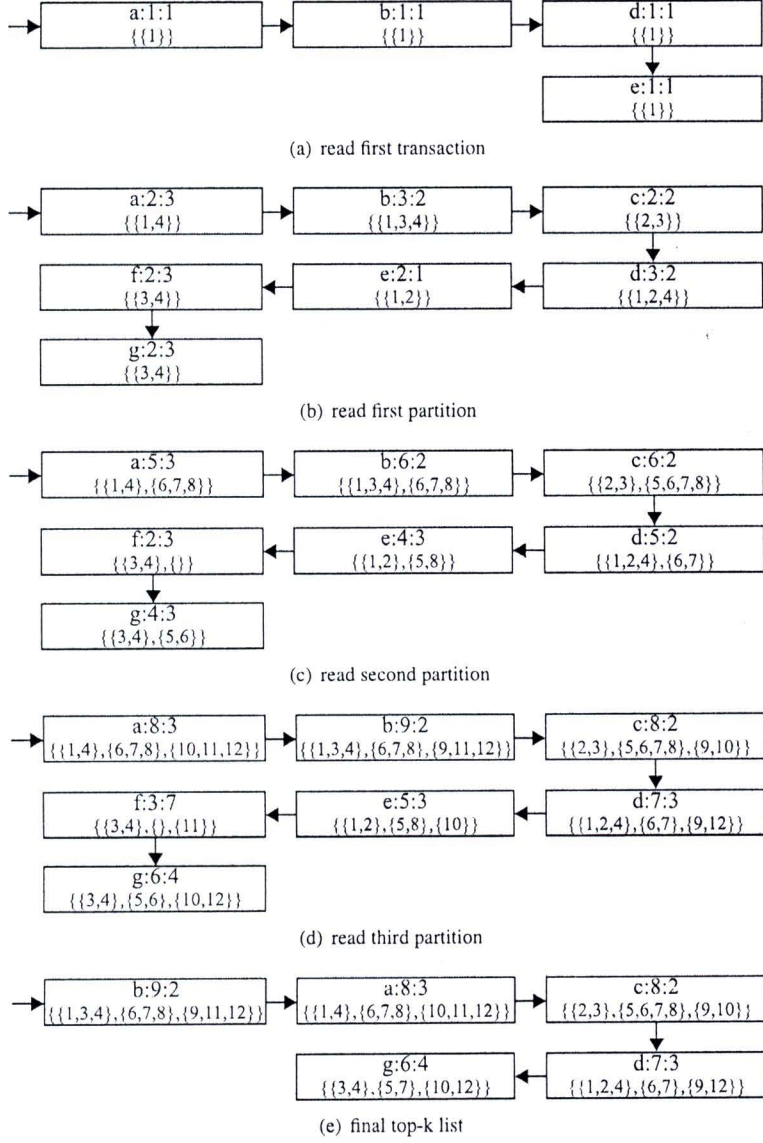 a:1:1
{{1}}
b:1:1
{{1}}
d:1:1
{{1}}
e:1:1
{{1}}
(a) read first transaction
a:2:3
{{1,4}}
b:3:2
{{1,3,4}}
c:2:2
{{2,3}}
f:2:3
{{3,4}}
e:2:1
{{1,2}}
d:3:2
{{1,2,4}}
g:2:3
{{3,4}}
(b) read first partition
a:5:3
{{1,4},{6,7,8}}
b:6:2
{{1,3,4},{6,7,8}}
c:6:2
{{2,3},{5,6,7,8}}
f:2:3
{{3,4},{}}
e:4:3
{{1,2},{5,8}}
d:5:2
{{1,2,4},{6,7}}
g:4:3
{{3,4},{5,6}}
(c) read second partition
a:8:3
{{1,4},{6,7,8},{10,11,12}}
b:9:2
{{1,3,4},{6,7,8},{9,11,12}}
c:8:2
{{2,3},{5,6,7,8},{9,10}}
f:3:7
{{3,4},{},{11}}
e:5:3
{{1,2},{5,8},{10}}
d:7:3
{{1,2,4},{6,7},{9,12}}
g:6:4
{{3,4},{5,6},{10,12}}
(d) read third partition
b:9:2
{{1,3,4},{6,7,8},{9,11,12}}
a:8:3
{{1,4},{6,7,8},{10,11,12}}
c:8:2
{{2,3},{5,6,7,8},{9,10}}
g:6:4
{{3,4},{5,7},{10,12}}
d:7:3
{{1,2,4},{6,7},{9,12}}
(e) final top-k list